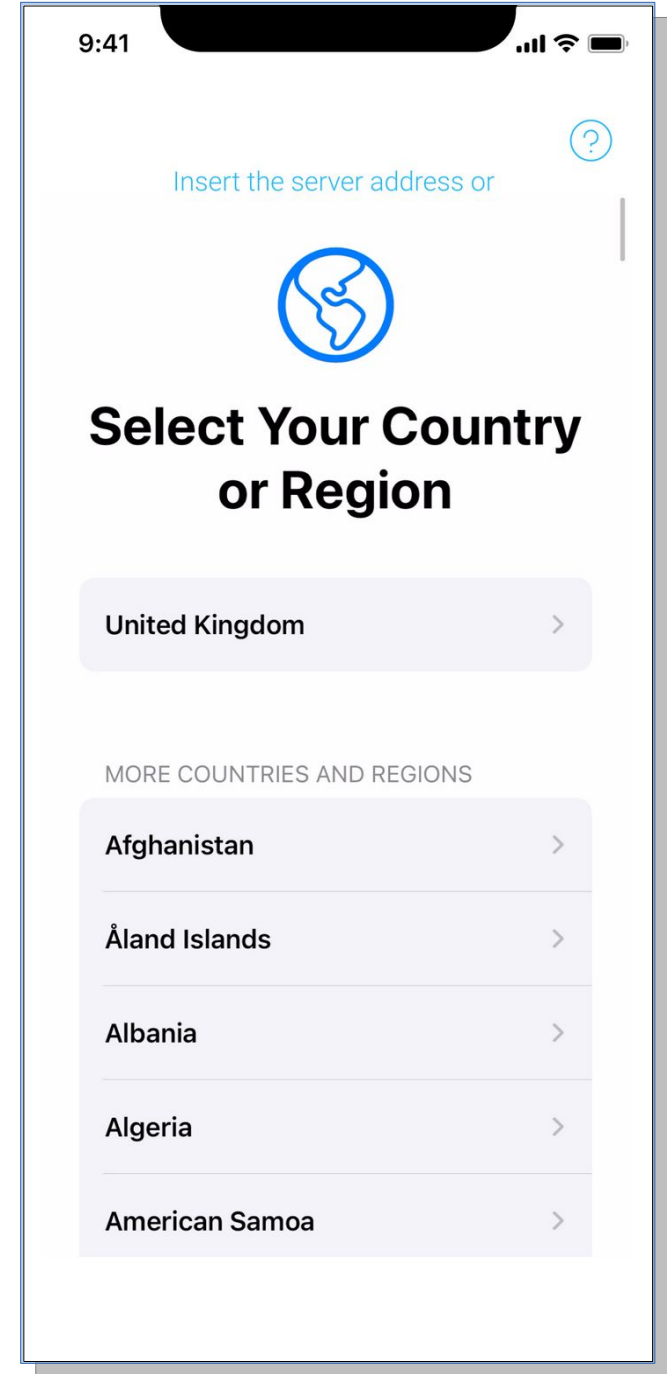 9:41
?
Insert the server address or
Select Your Country
or Region
United Kingdom
MORE COUNTRIES AND REGIONS
Afghanistan
Åland Islands
Albania
Algeria
American Samoa